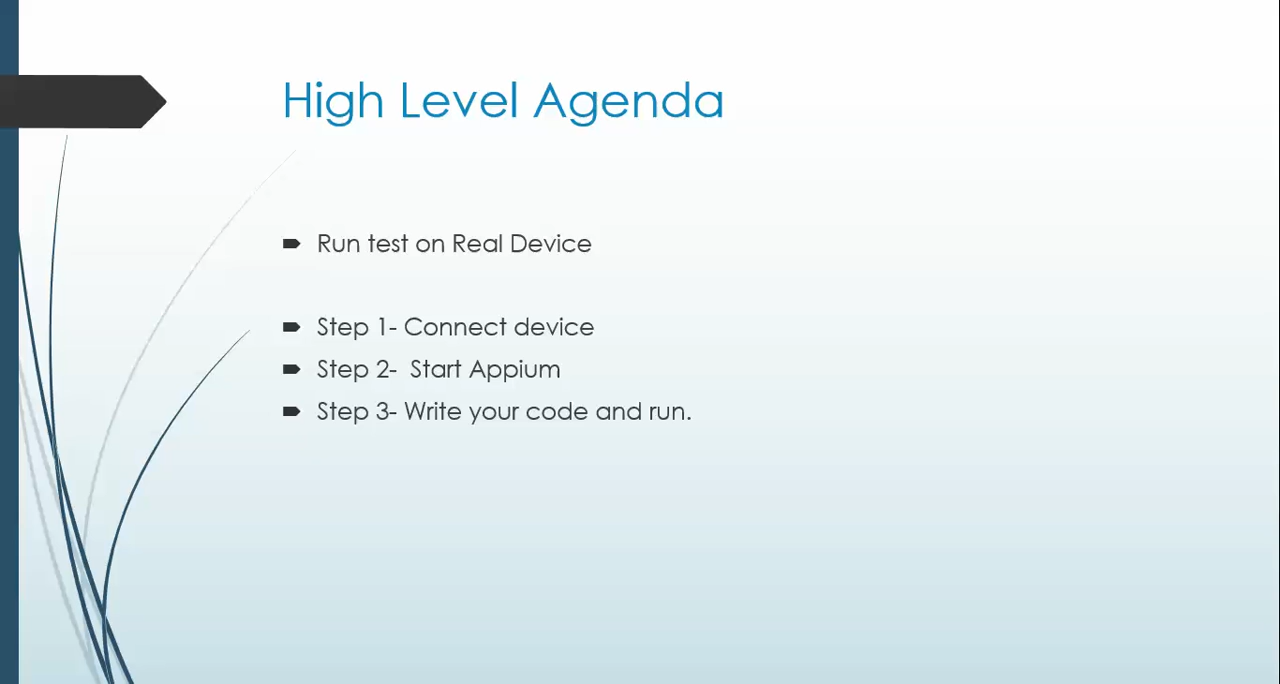 High Level Agenda
Run test on Real Device
Step 1- Connect device
Step 2-  Start Appium
Step 3- Write your code and run.